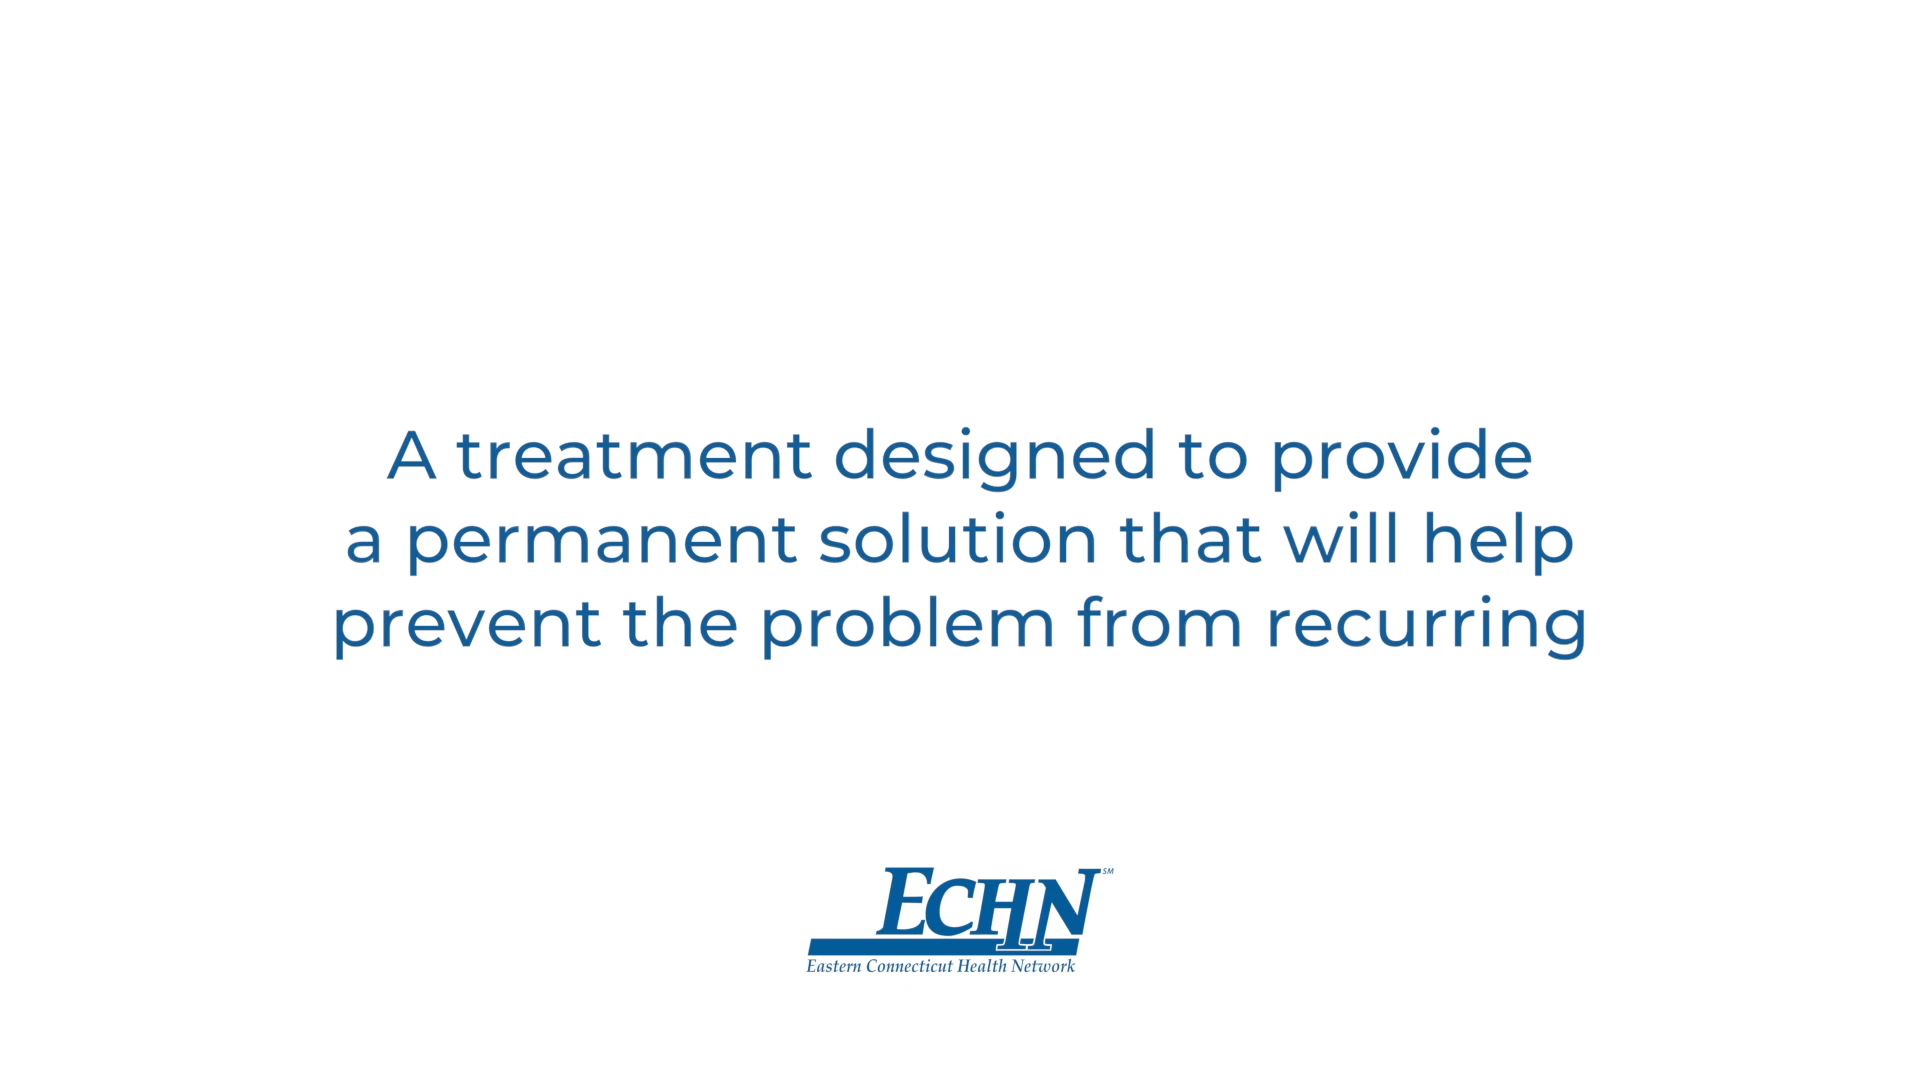 A treatment designed to provide
a permanent solution that will help
prevent the problem from recurring
ECHN SM
Eastern Connecticut Health Network